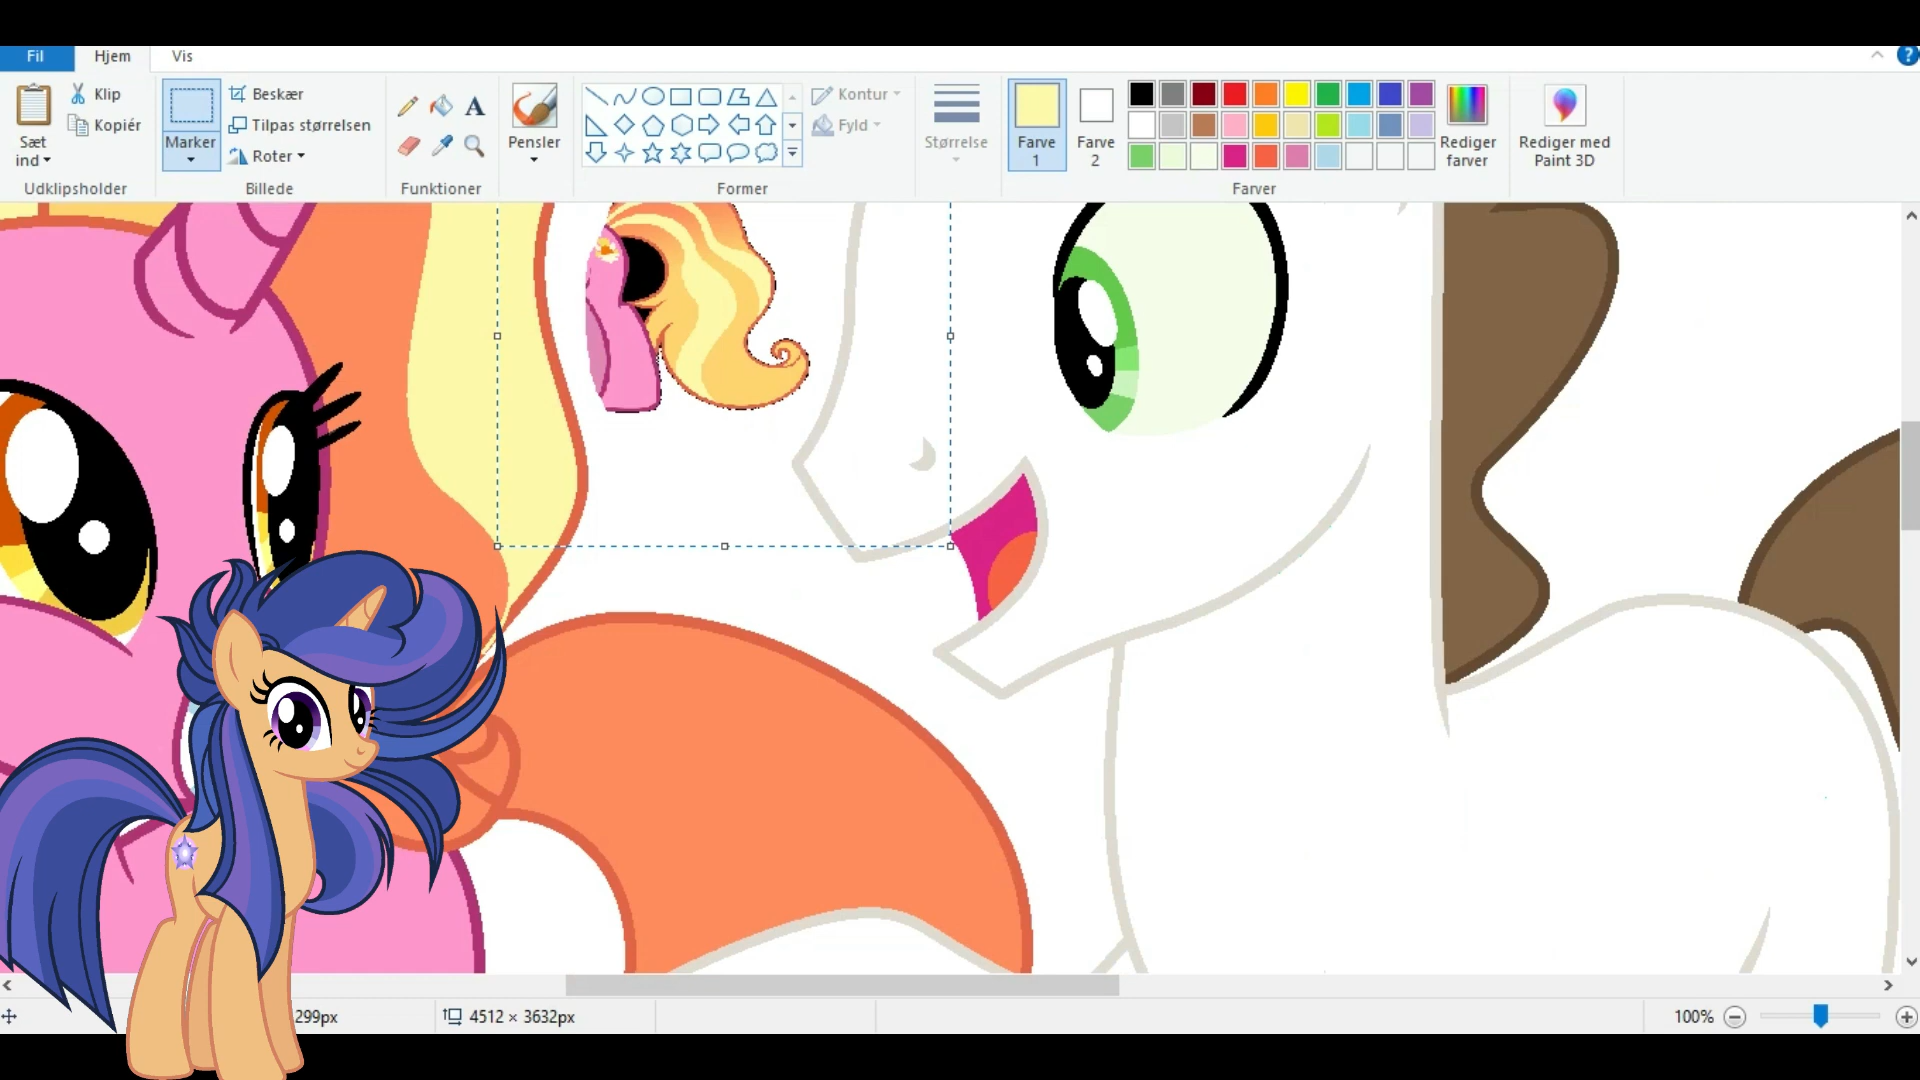 Fil Hjem Vis
Sæt ind
Klip
Kopiér
Udklipsholder
Marker
Beskær
Tilpas størrelsen
Roter
Billede
A
Funktioner
Pensler
Kontur
Fyld
Former
Størrelse
Farve 1
Farve 2
Rediger farver
Farver
Rediger med Paint 3D
?
299px
4512 × 3632px
100%